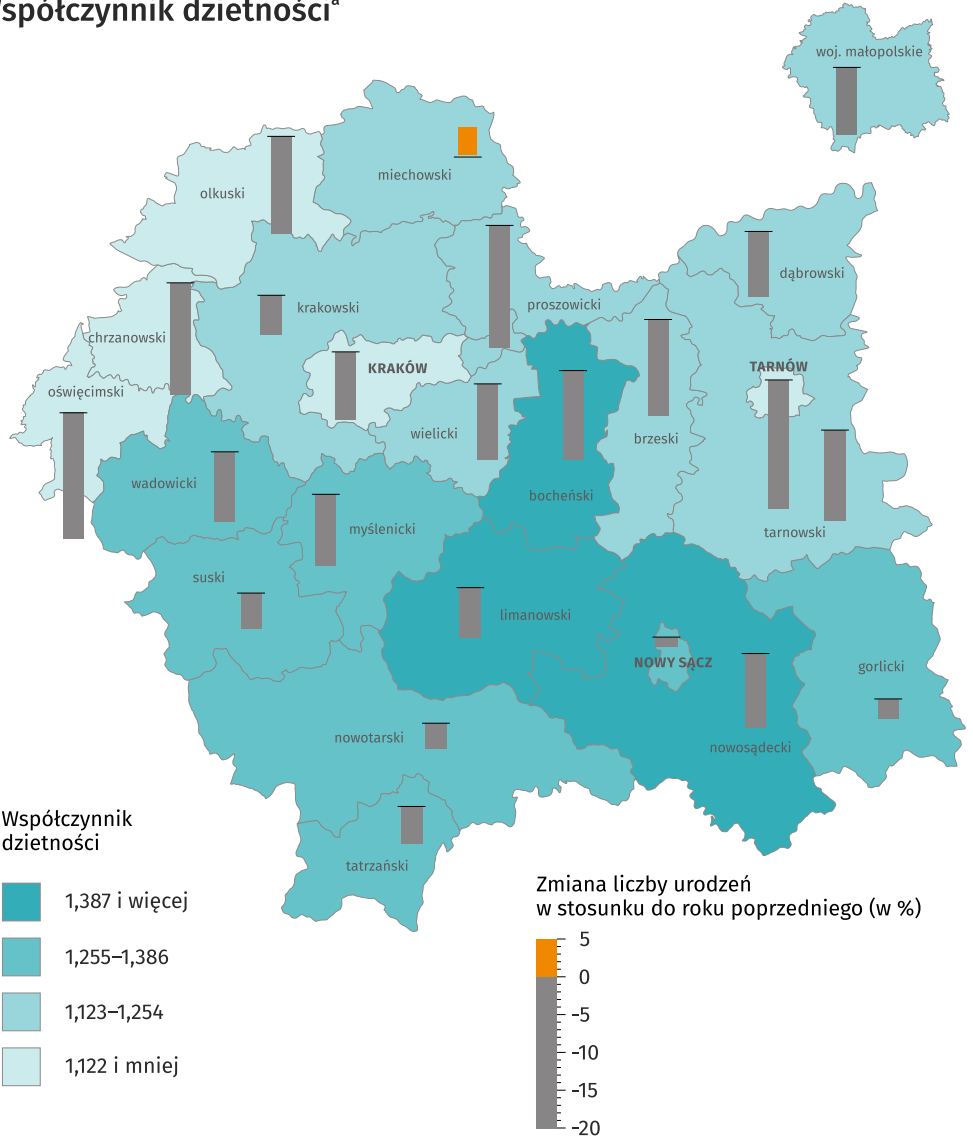 spółczynnik dzietnościᵃ
woj. małopolskie
miechowski
olkuski
dąbrowski
krakowski
proszowicki
chrzanowski
KRAKÓW
TARNÓW
oświęcimski
wielicki
brzeski
wadowicki
bocheński
myślenicki
tarnowski
suski
limanowski
NOWY SĄCZ
gorlicki
nowotarski
nowosądecki
tatrzański
Współczynnik
dzietności
1,387 i więcej
1,255–1,386
1,123–1,254
1,122 i mniej
Zmiana liczby urodzeń
w stosunku do roku poprzedniego (w %)
5
0
-5
-10
-15
-20